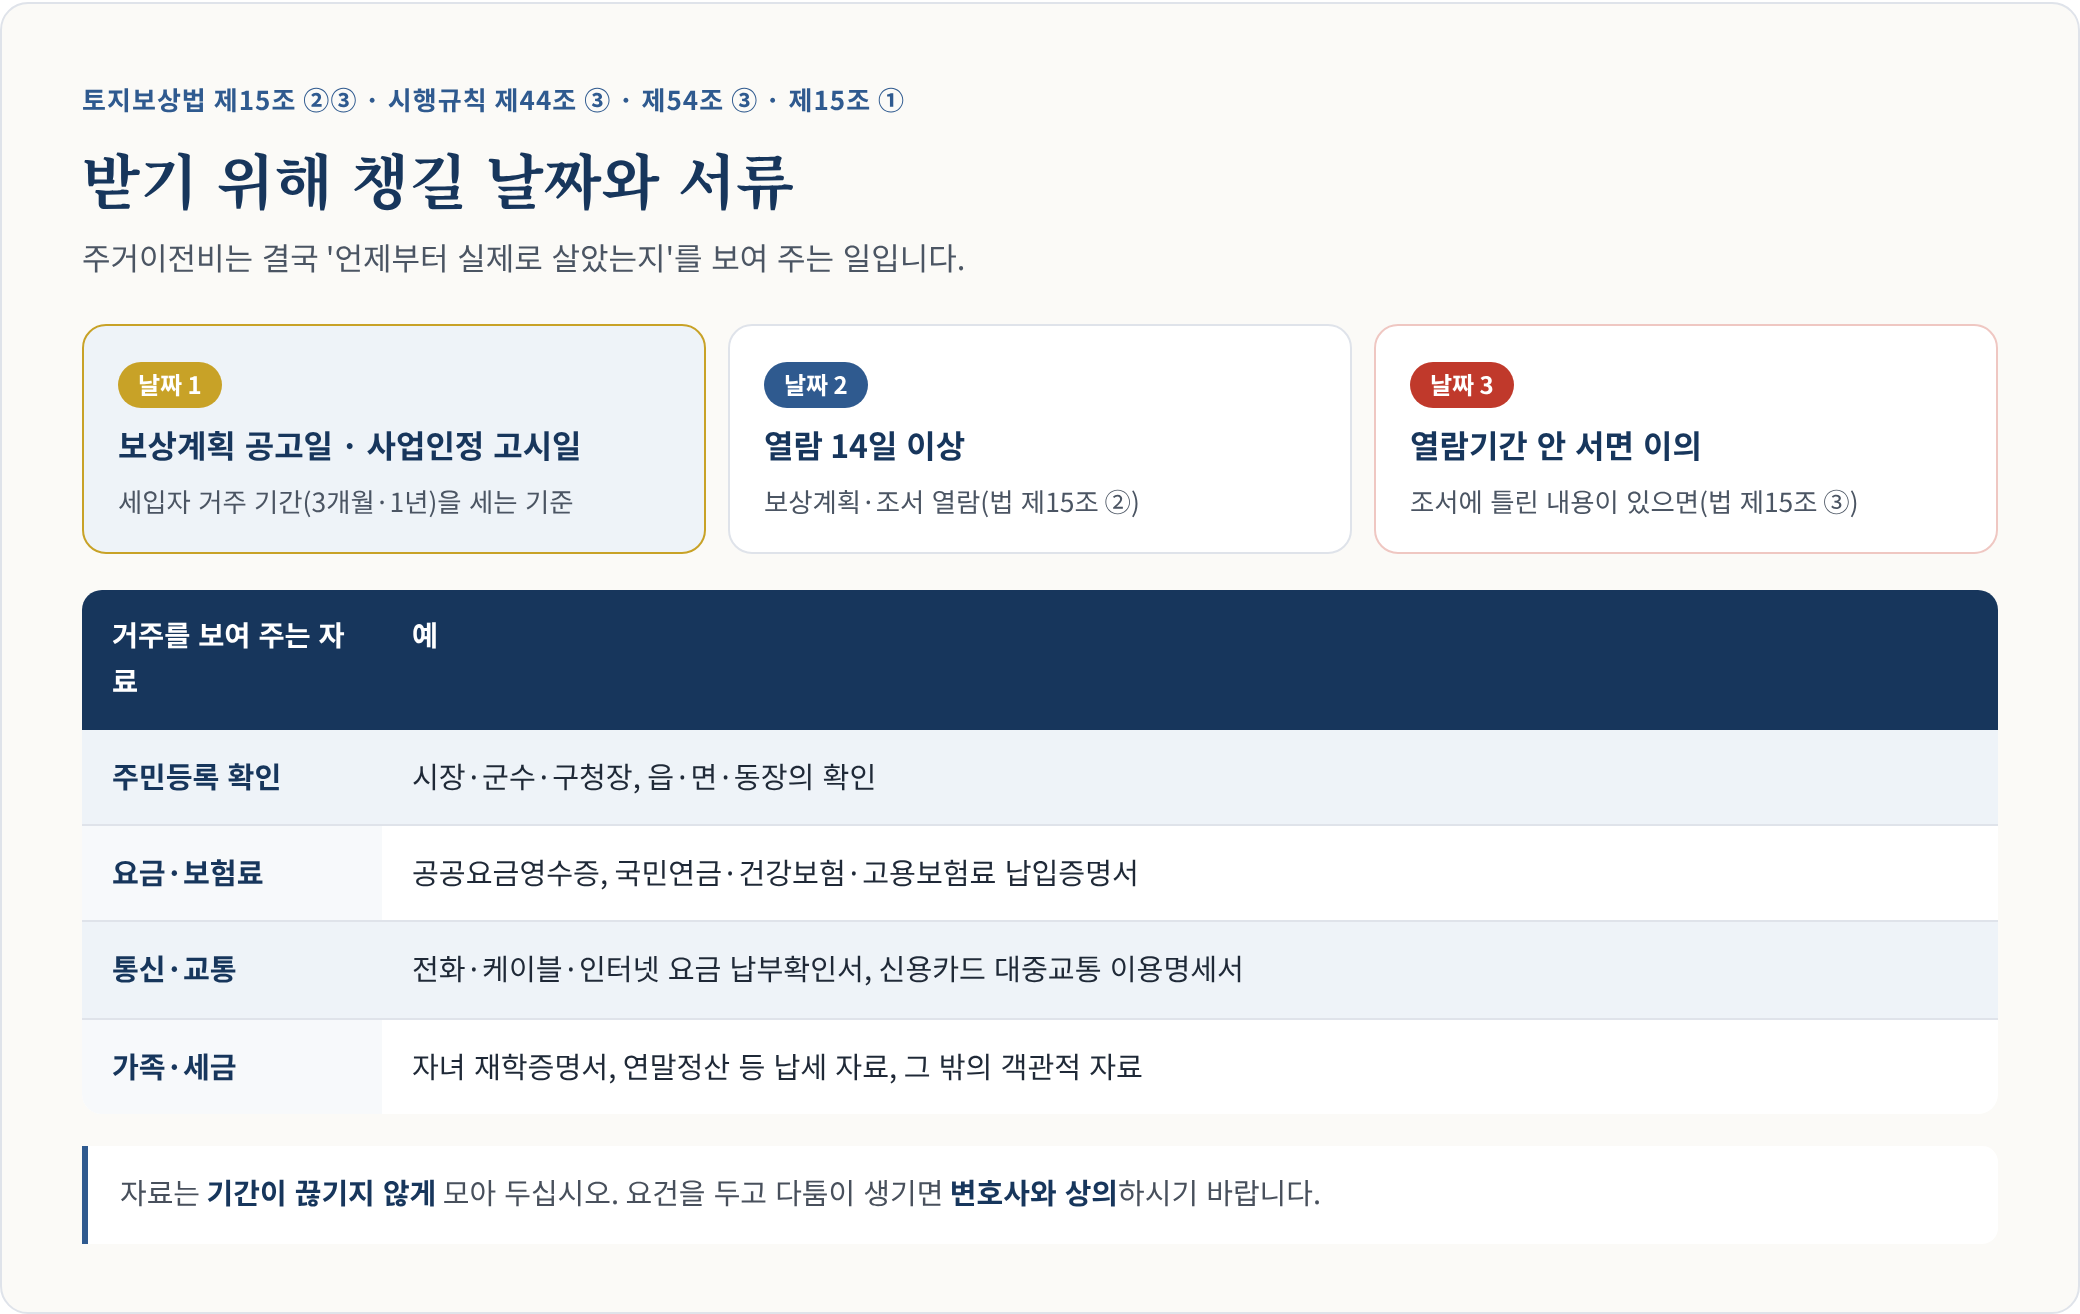 토지보상법 제15조 ②③ · 시행규칙 제44조 ③ · 제54조 ③ · 제15조 ①
받기 위해 챙길 날짜와 서류
주거이전비는 결국 '언제부터 실제로 살았는지'를 보여 주는 일입니다.
날짜 1
보상계획 공고일 · 사업인정 고시일
세입자 거주 기간(3개월·1년)을 세는 기준
날짜 2
열람 14일 이상
보상계획·조서 열람(법 제15조 ②)
날짜 3
열람기간 안 서면 이의
조서에 틀린 내용이 있으면(법 제15조 ③)
거주를 보여 주는 자
료
예
주민등록 확인
시장·군수·구청장, 읍·면·동장의 확인
요금·보험료
공공요금영수증, 국민연금·건강보험·고용보험료 납입증명서
통신·교통
전화·케이블·인터넷 요금 납부확인서, 신용카드 대중교통 이용명세서
가족·세금
자녀 재학증명서, 연말정산 등 납세 자료, 그 밖의 객관적 자료
자료는 기간이 끊기지 않게 모아 두십시오. 요건을 두고 다툼이 생기면 변호사와 상의하시기 바랍니다.